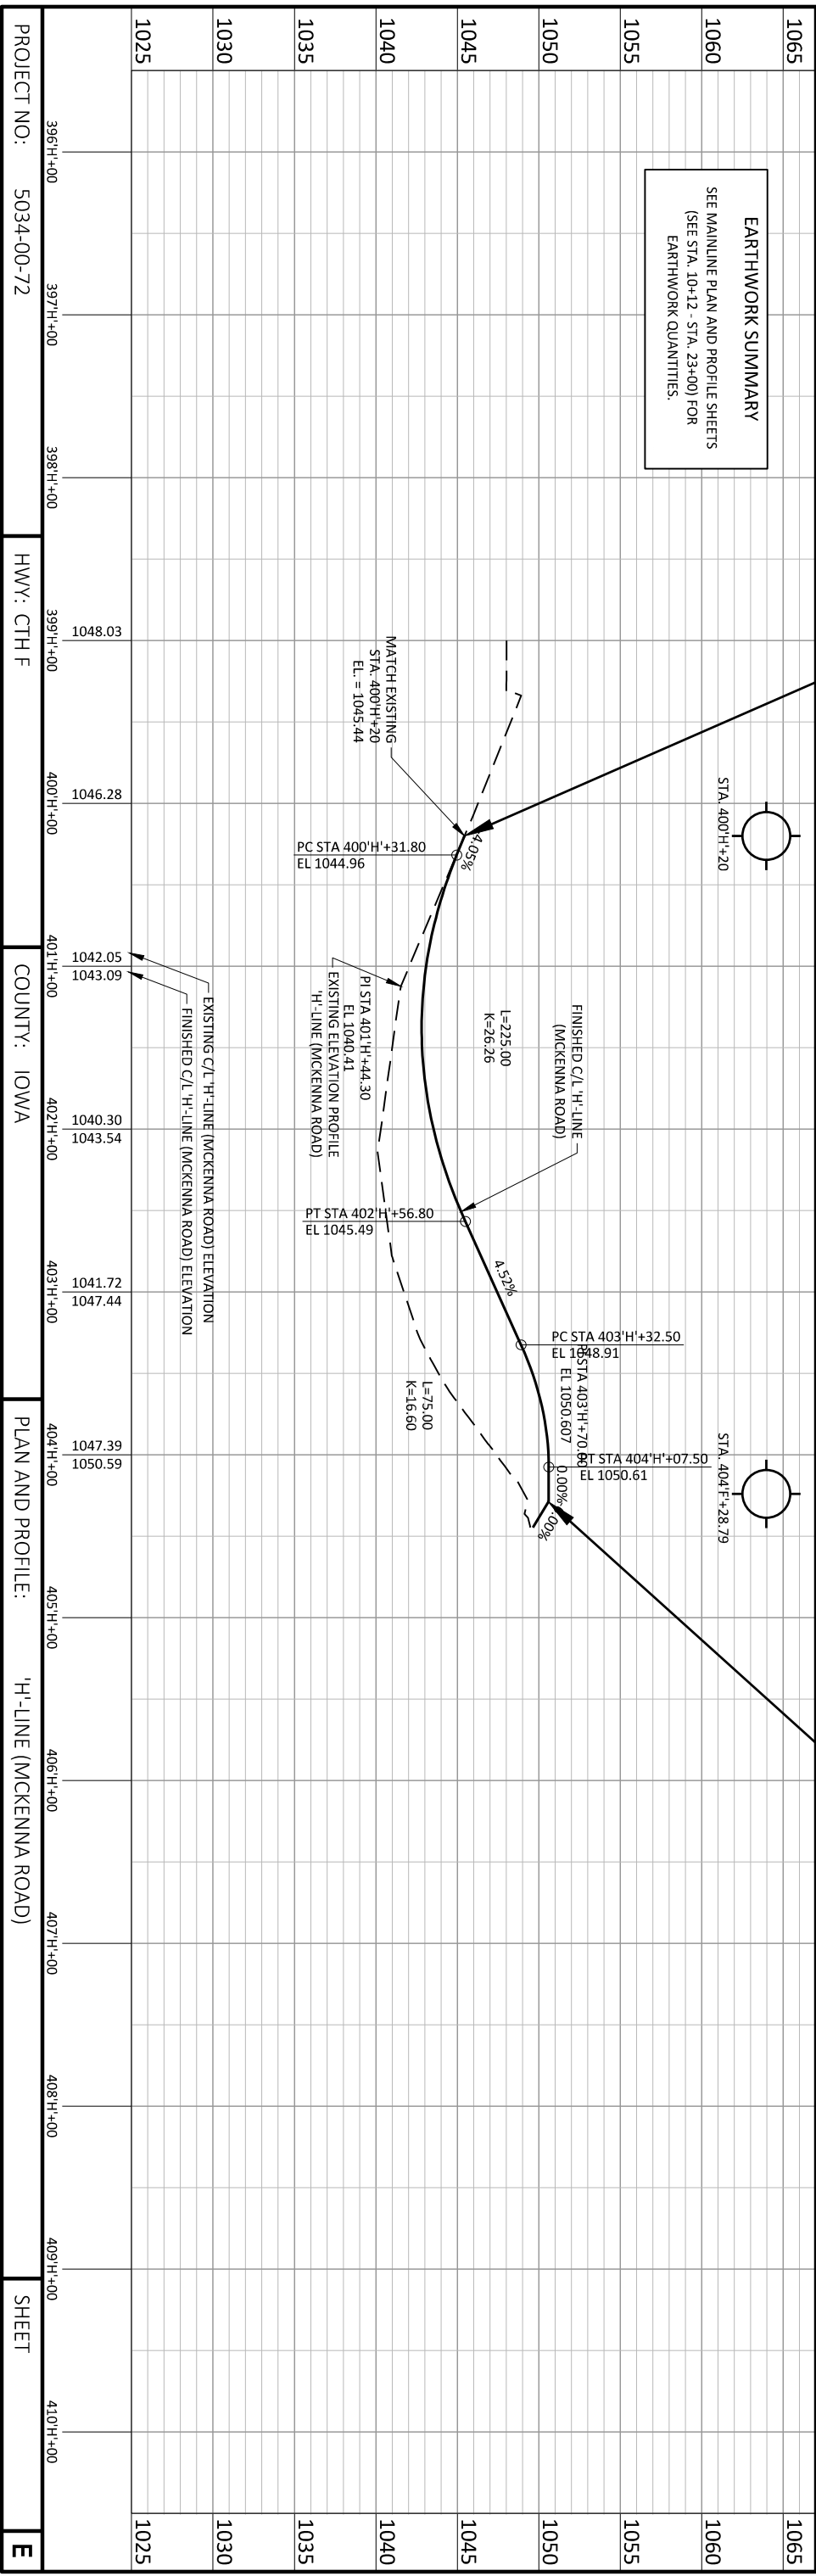 EARTHWORK SUMMARY
SEE MAINLINE PLAN AND PROFILE SHEETS
(SEE STA. 10+12 - STA. 23+00) FOR
EARTHWORK QUANTITIES.
1065
1060
1055
1050
1045
1040
1035
1030
1025
STA. 400'H'+20
STA. 404'F'+28.79
MATCH EXISTING
STA. 400'H'+20
EL. = 1045.44
4.05%
PC STA 400'H'+31.80
EL 1044.96
L=225.00
K=26.26
FINISHED C/L 'H'-LINE
(MCKENNA ROAD)
PI STA 401'H'+44.30
EL 1040.41
EXISTING ELEVATION PROFILE
'H'-LINE (MCKENNA ROAD)
PT STA 402'H'+56.80
EL 1045.49
4.52%
PC STA 403'H'+32.50
EL 1048.91
PI STA 403'H'+70.00
EL 1050.607
PT STA 404'H'+07.50
EL 1050.61
0.00%
L=75.00
K=16.60
EXISTING C/L 'H'-LINE (MCKENNA ROAD) ELEVATION
FINISHED C/L 'H'-LINE (MCKENNA ROAD) ELEVATION
1048.03
1046.28
1042.05
1043.09
1040.30
1043.54
1041.72
1047.44
1047.39
1050.59
396'H'+00
397'H'+00
398'H'+00
399'H'+00
400'H'+00
401'H'+00
402'H'+00
403'H'+00
404'H'+00
405'H'+00
406'H'+00
407'H'+00
408'H'+00
409'H'+00
410'H'+00
1065
1060
1055
1050
1045
1040
1035
1030
1025
PROJECT NO: 5034-00-72
HWY: CTH F
COUNTY: IOWA
PLAN AND PROFILE: 'H'-LINE (MCKENNA ROAD)
SHEET
E